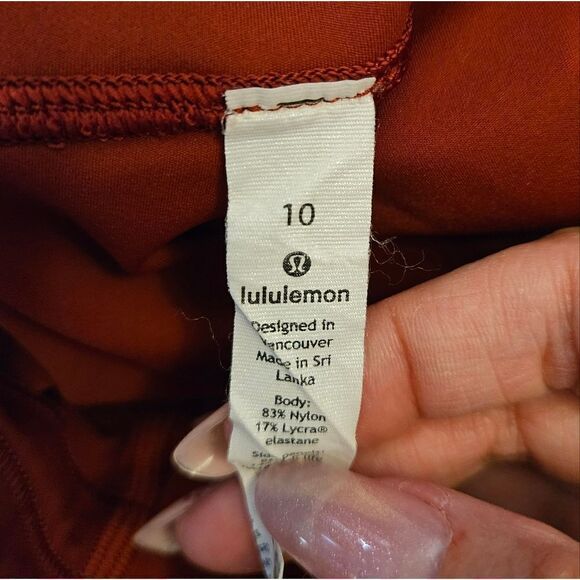 10
lululemon
Designed in
Vancouver
Made in Sri
Lanka
Body:
83% Nylon
17% Lycra®
elastane